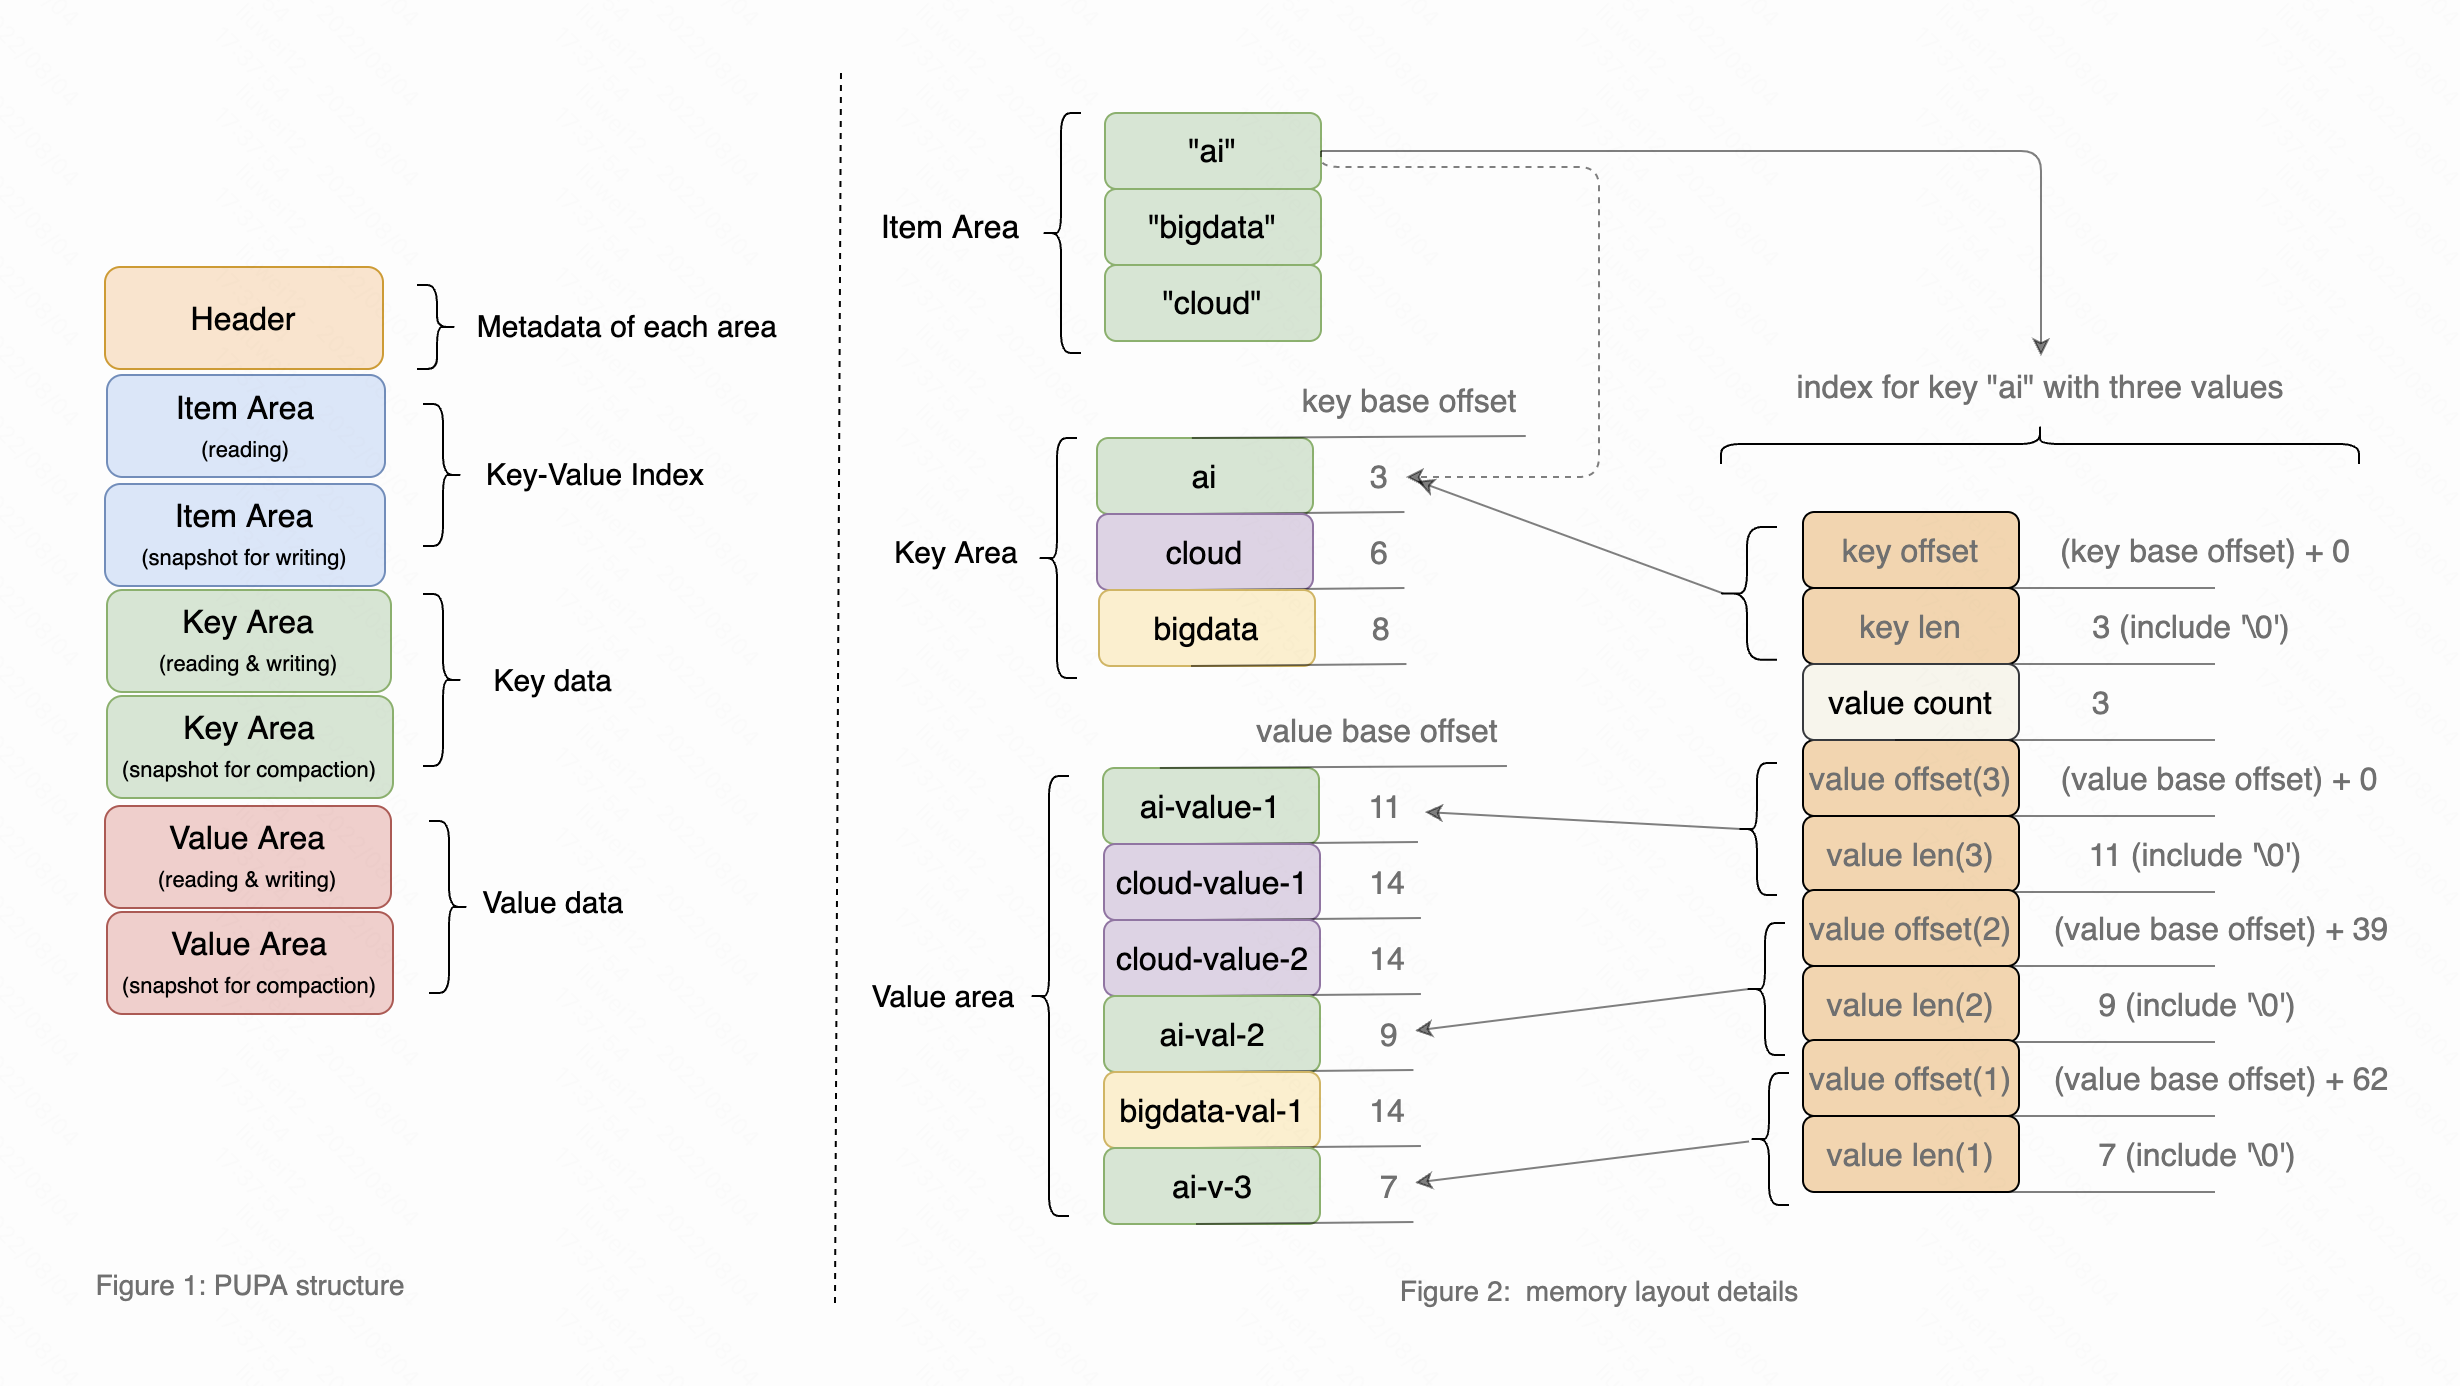 Header
Metadata of each area
Item Area
(reading)
Key-Value Index
Item Area
(snapshot for writing)
Key Area
(reading & writing)
Key data
Key Area
(snapshot for compaction)
Value Area
(reading & writing)
Value data
Value Area
(snapshot for compaction)
Figure 1: PUPA structure
"ai"
Item Area
"bigdata"
"cloud"
key base offset
ai 3
Key Area
cloud 6
bigdata 8
value base offset
ai-value-1 11
cloud-value-1 14
cloud-value-2 14
Value area
ai-val-2 9
bigdata-val-1 14
ai-v-3 7
index for key "ai" with three values
key offset (key base offset) + 0
key len 3 (include '\0')
value count 3
value offset(3) (value base offset) + 0
value len(3) 11 (include '\0')
value offset(2) (value base offset) + 39
value len(2) 9 (include '\0')
value offset(1) (value base offset) + 62
value len(1) 7 (include '\0')
Figure 2: memory layout details